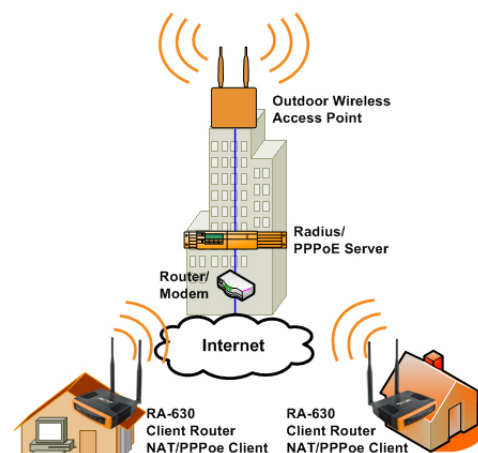 Outdoor Wireless
Access Point
Radius/
PPPoE Server
Router/
Modem
Internet
RA-630
Client Router
NAT/PPPoe Client
RA-630
Client Router
NAT/PPPoe Client